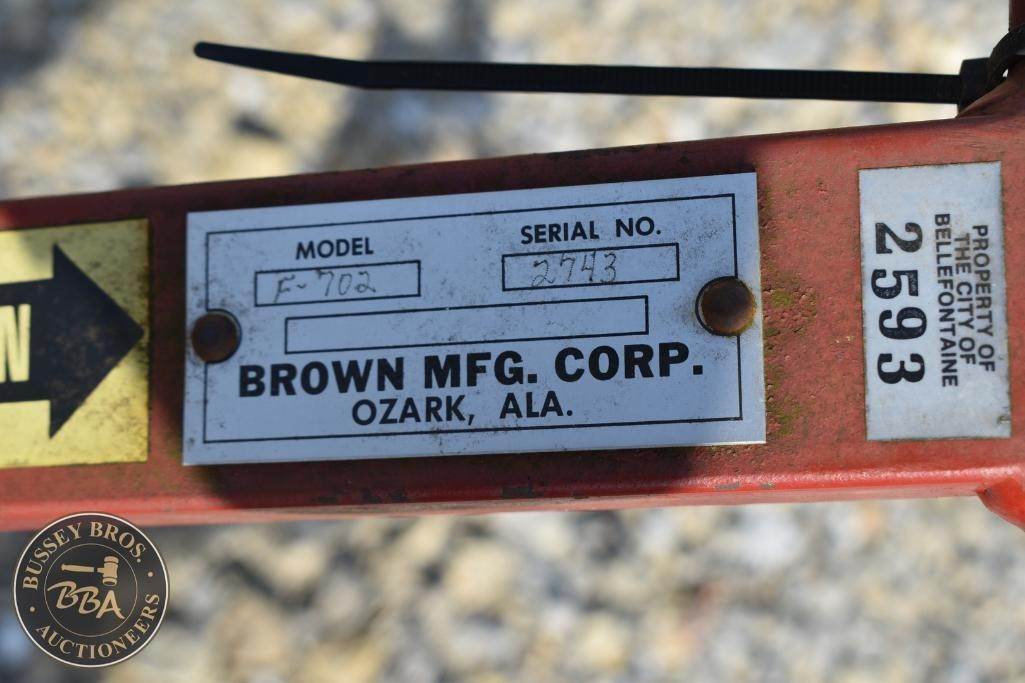 N
MODEL
F-702
SERIAL NO.
2743
BROWN MFG. CORP.
OZARK, ALA.
PROPERTY OF
THE CITY OF
BELLEFONTAINE
2593
BUSSEY BROS.
BBA
AUCTIONEERS